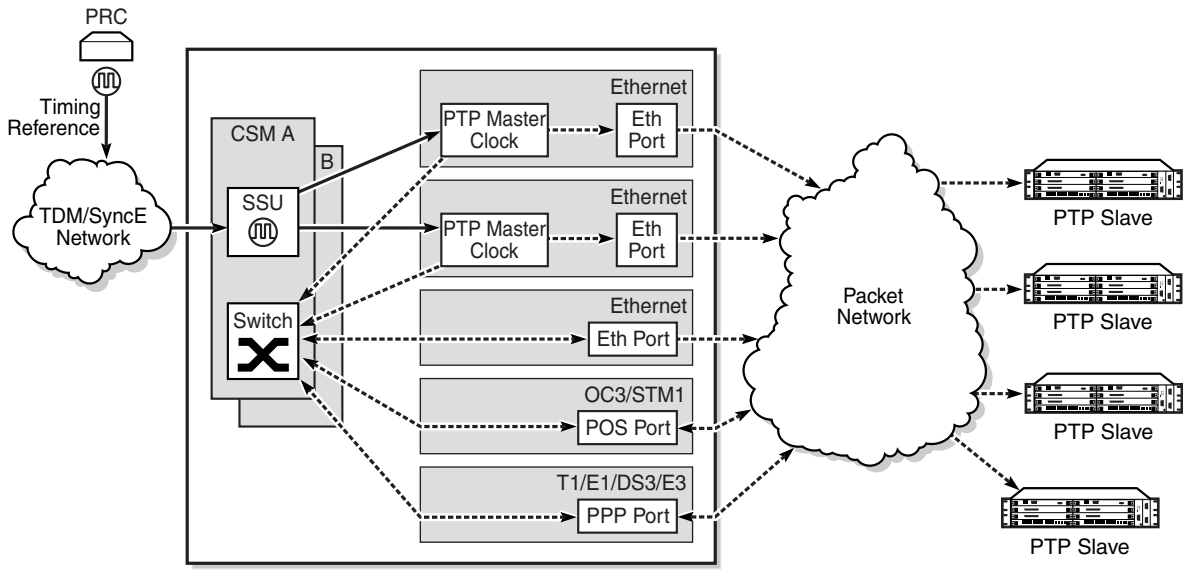 PRC
Timing
Reference
TDM/SyncE
Network
CSM A
B
SSU
Switch
Ethernet
PTP Master
Clock
Eth
Port
Ethernet
PTP Master
Clock
Eth
Port
Ethernet
Eth Port
OC3/STM1
POS Port
T1/E1/DS3/E3
PPP Port
Packet
Network
PTP Slave
PTP Slave
PTP Slave
PTP Slave